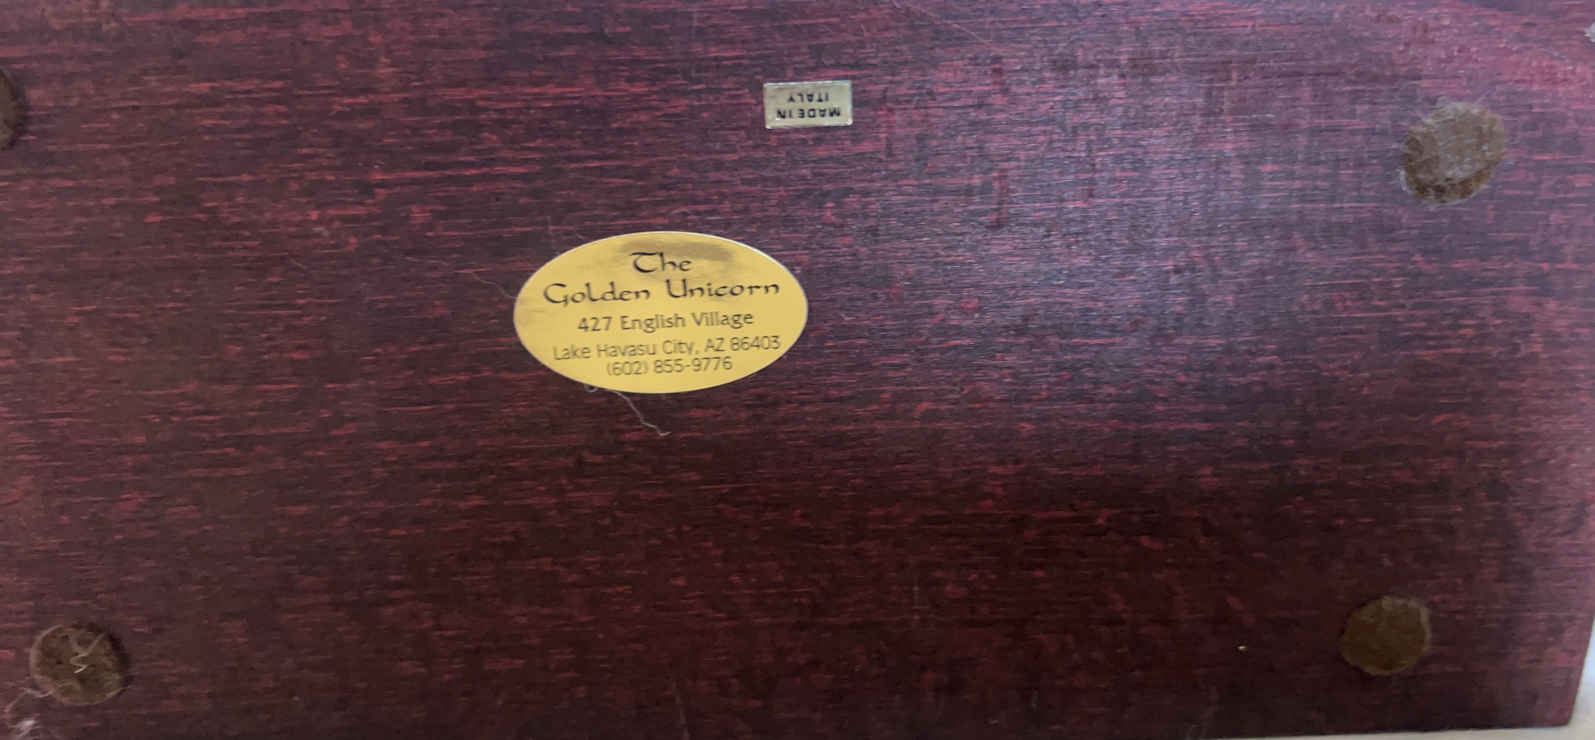 MADE IN
ITALY
The
Golden Unicorn
427 English Village
Lake Havasu City, AZ 86403
(602) 855-9776